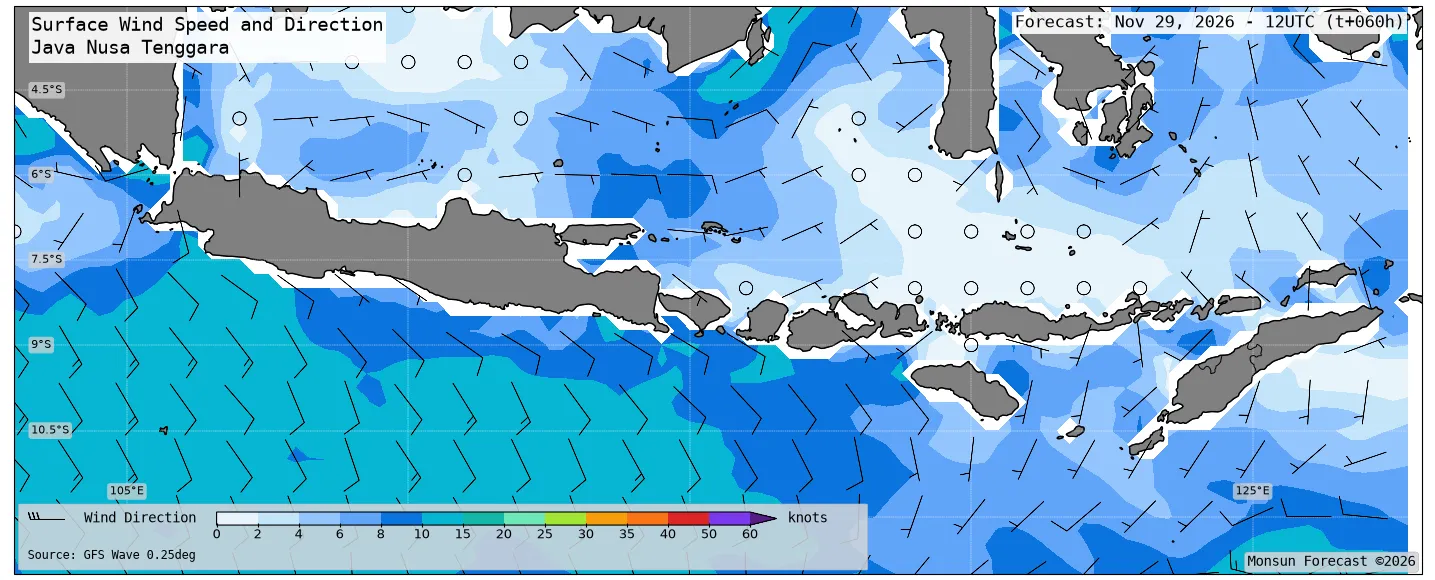 Surface Wind Speed and Direction
Java Nusa Tenggara
Forecast: Nov 29, 2026 - 12UTC (t+060h)
4.5°S
6°S
7.5°S
9°S
10.5°S
105°E
125°E
Wind Direction
knots
0 2 4 6 8 10 15 20 25 30 35 40 50 60
Source: GFS Wave 0.25deg
Monsun Forecast ©2026